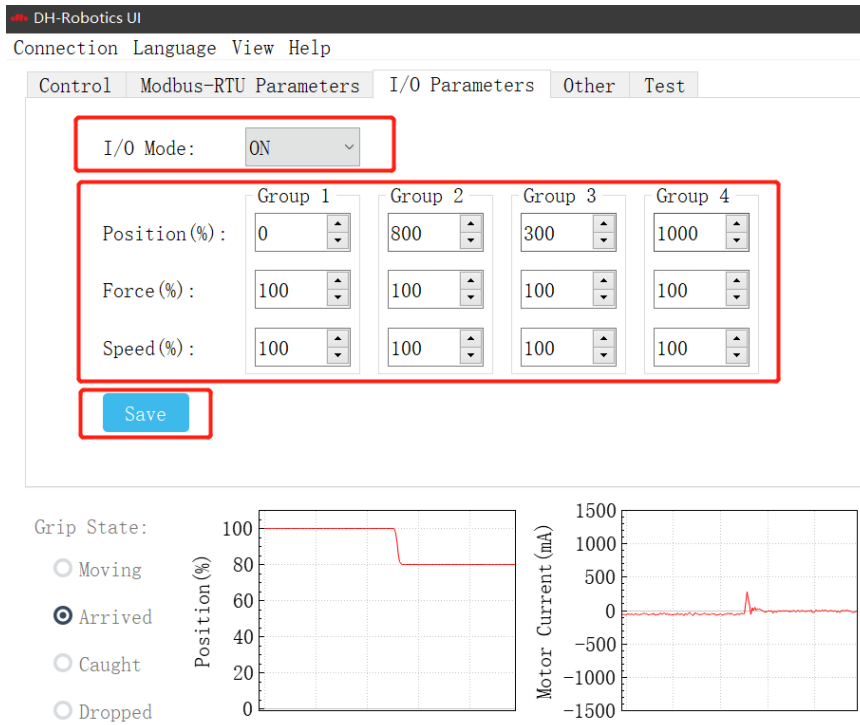 DH-Robotics UI
Connection Language View Help
Control Modbus-RTU Parameters I/O Parameters Other Test
I/O Mode: ON
Group 1 Group 2 Group 3 Group 4
Position(%): 0 800 300 1000
Force(%): 100 100 100 100
Speed(%): 100 100 100 100
Save
Grip State:
Moving
Arrived
Caught
Dropped
Position(%)
100
80
60
40
20
0
Motor Current(mA)
1500
1000
500
0
-500
-1000
-1500